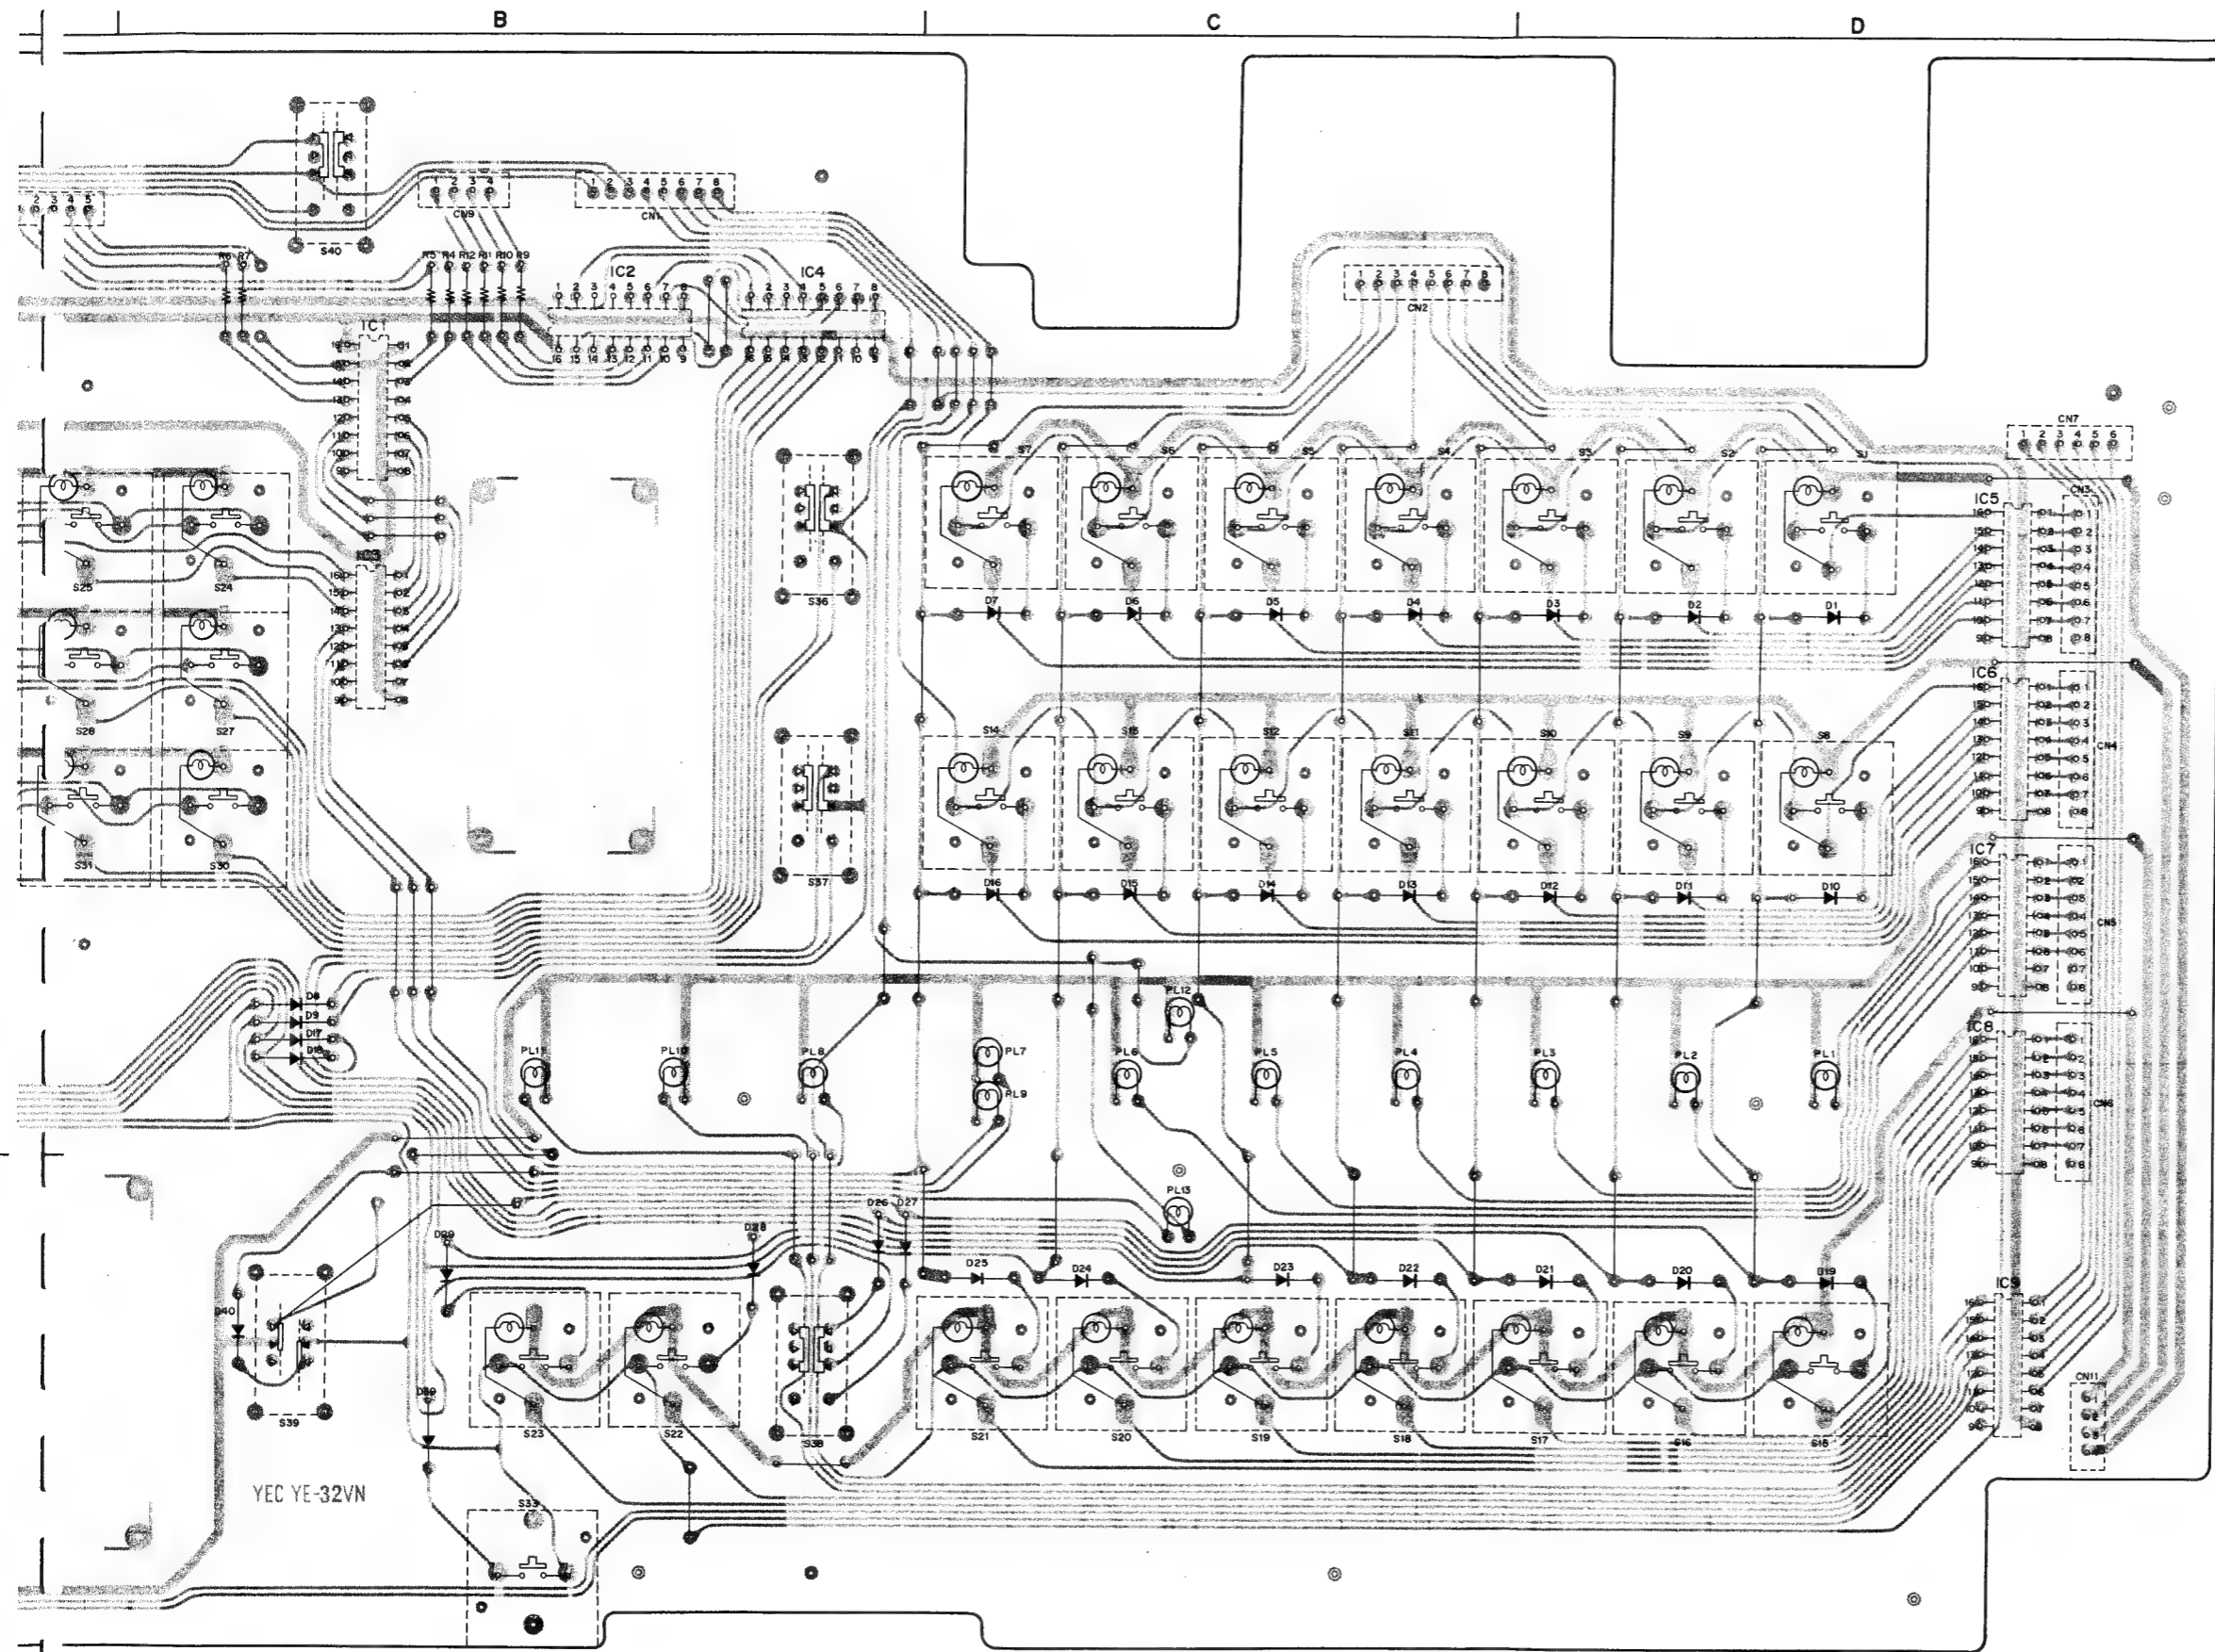 B C D
S40
CN9
CN1
R6 R7
R5 R4 R12 R11 R10 R9
IC2
IC4
CN2
CN7
S7 S6 S5 S4 S3 S2 S1
IC5
CN3
IC3
S25 S24
S36
D7 D6 D5 D4 D3 D2 D1
IC6
CN4
S28 S27
S14 S13 S12 S11 S10 S9 S8
S31 S30
S37
IC7
CN5
D16 D15 D14 D13 D12 D11 D10
D8
D9
D17
D18
PL12
IC8
CN6
PL11 PL10 PL8 PL7 PL6 PL5 PL4 PL3 PL2 PL1
PL9
PL13
D26 D27
D29 D28
D25 D24 D23 D22 D21 D20 D19
IC9
D40
CN11
D39
S39
S23 S22 S38 S21 S20 S19 S18 S17 S16 S15
YEC YE-32VN
S33